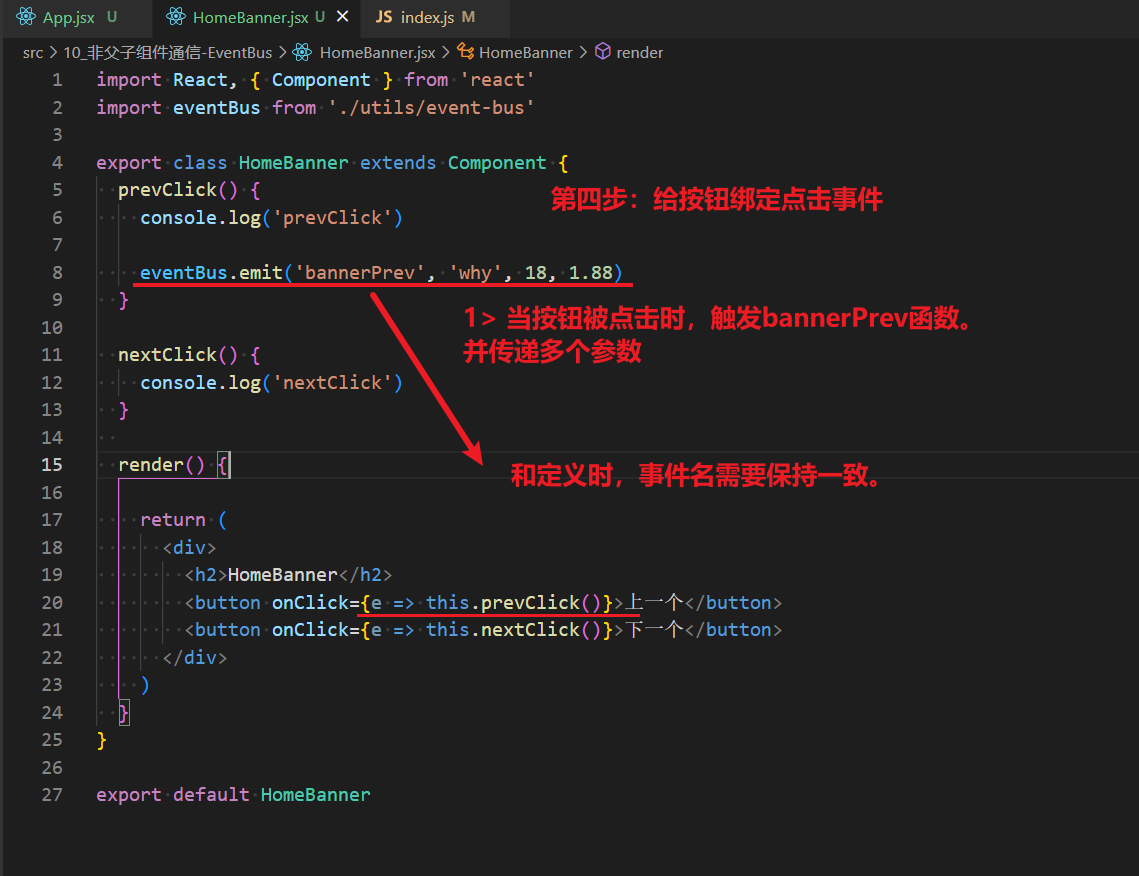 App.jsx U HomeBanner.jsx U × JS index.js M
src > 10_非父子组件通信-EventBus > HomeBanner.jsx > HomeBanner > render
1 import React, { Component } from 'react'
2 import eventBus from './utils/event-bus'
3
4 export class HomeBanner extends Component {
5 prevClick() {
第四步：给按钮绑定点击事件
6 console.log('prevClick')
7
8 eventBus.emit('bannerPrev', 'why', 18, 1.88)
9 }
1> 当按钮被点击时，触发bannerPrev函数。
10
并传递多个参数
11 nextClick() {
12 console.log('nextClick')
13 }
14
15 render() {
和定义时，事件名需要保持一致。
16
17 return (
18 <div>
19 <h2>HomeBanner</h2>
20 <button onClick={e => this.prevClick()}>上一个</button>
21 <button onClick={e => this.nextClick()}>下一个</button>
22 </div>
23 )
24 }
25 }
26
27 export default HomeBanner